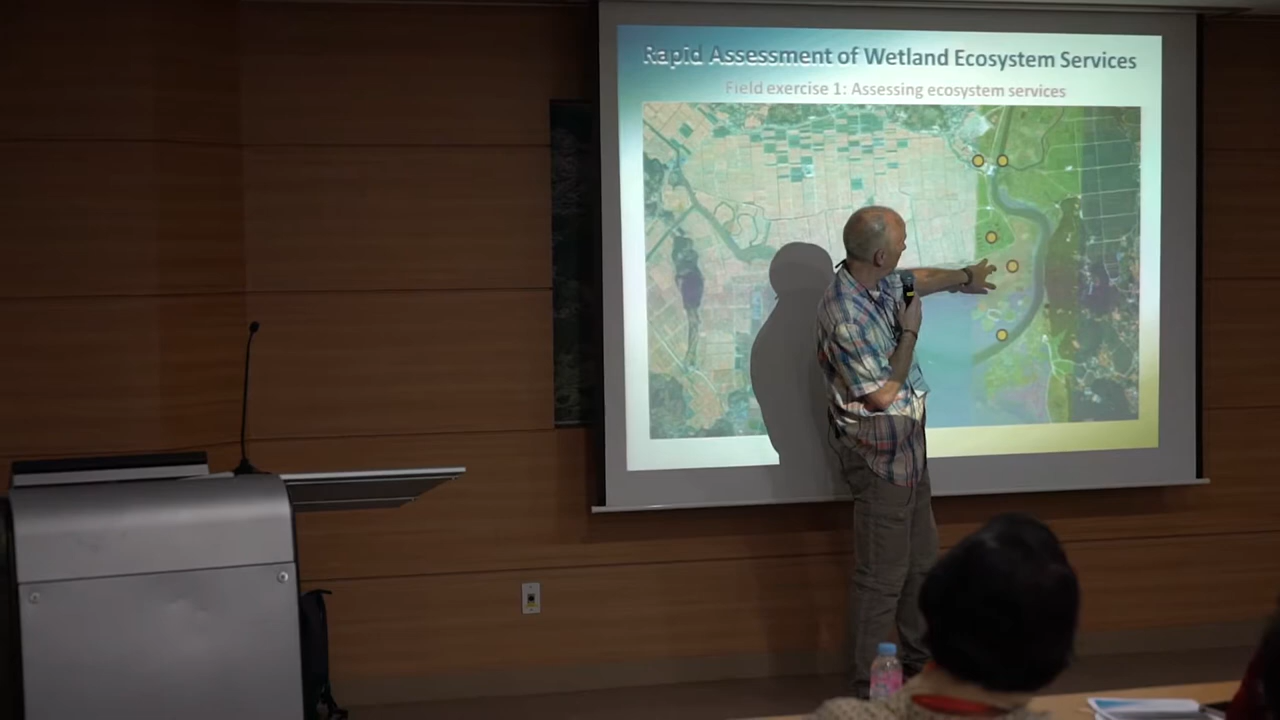 Rapid Assessment of Wetland Ecosystem Services
Field exercise 1: Assessing ecosystem services